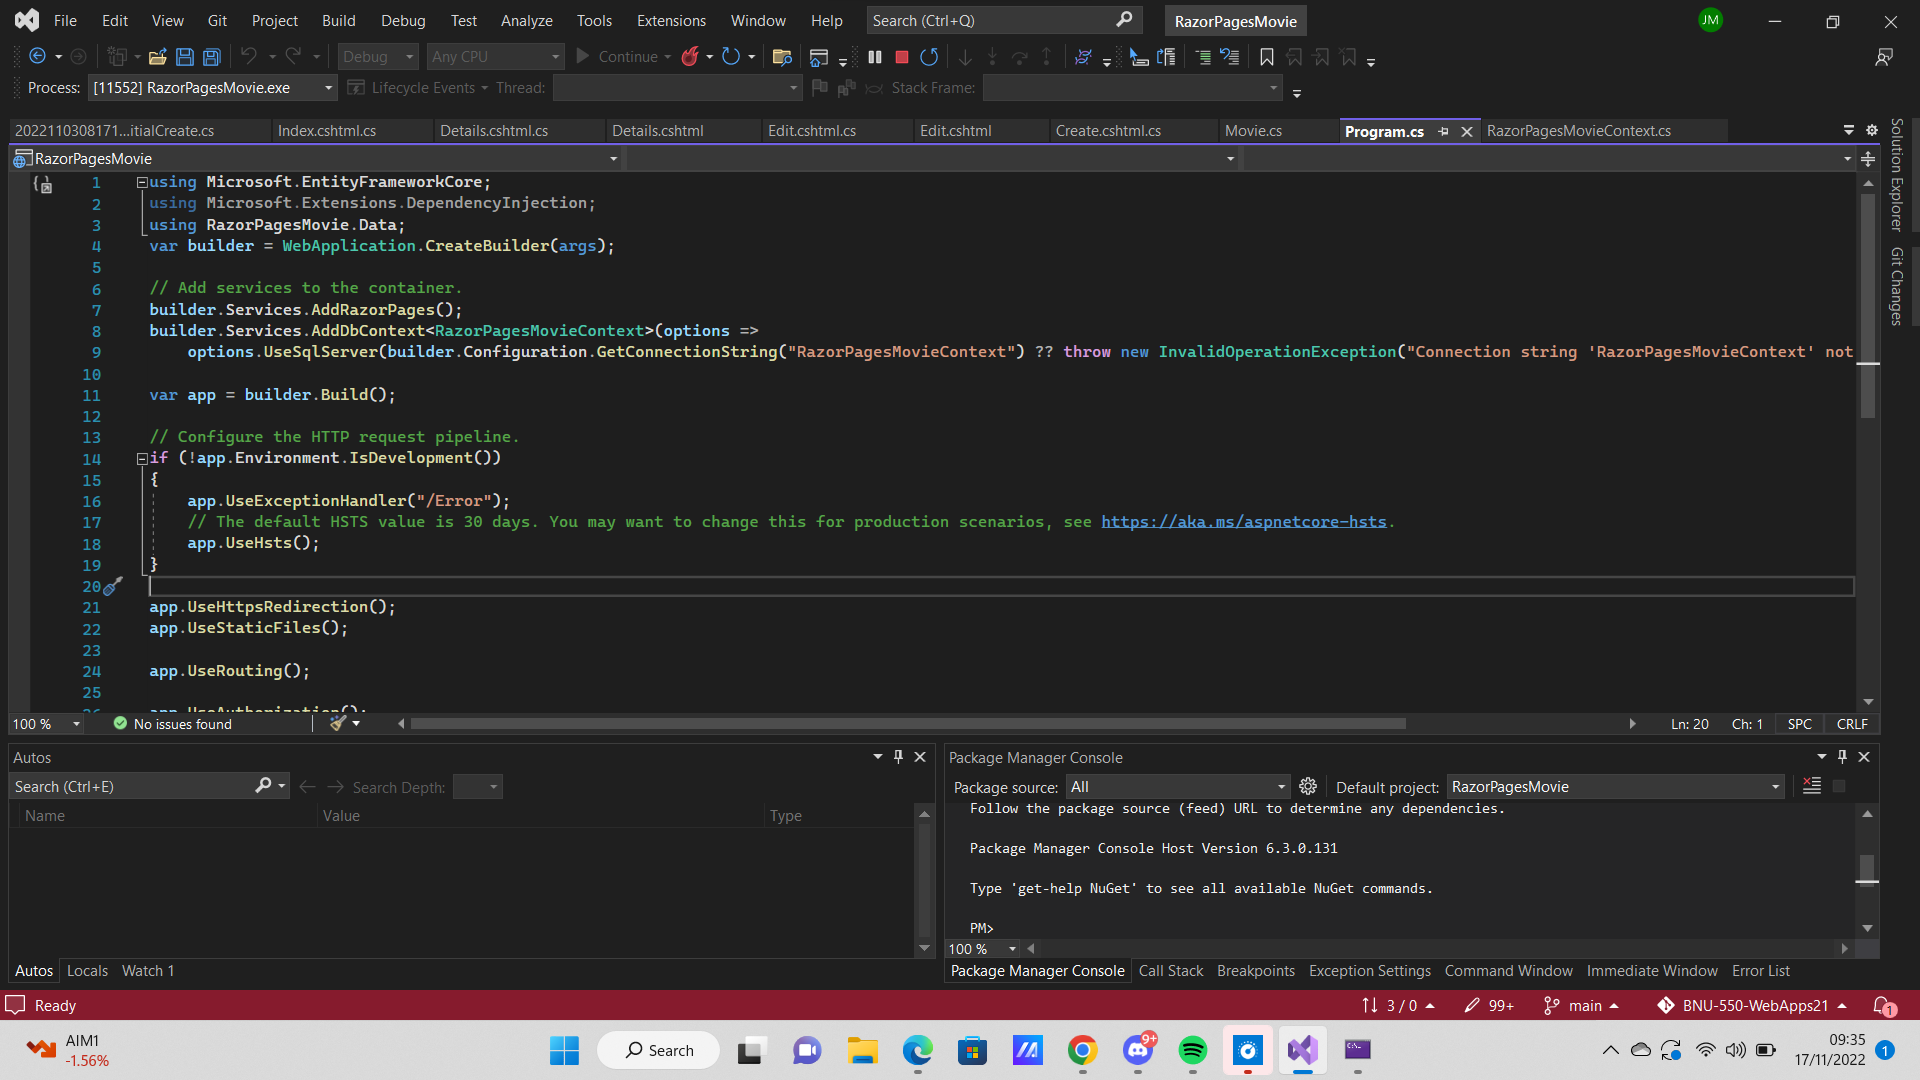 File Edit View Git Project Build Debug Test Analyze Tools Extensions Window Help Search (Ctrl+Q) RazorPagesMovie JM
Debug Any CPU Continue
Process: [11552] RazorPagesMovie.exe Lifecycle Events Thread: Stack Frame:
2022110308171...itialCreate.cs Index.cshtml.cs Details.cshtml.cs Details.cshtml Edit.cshtml.cs Edit.cshtml Create.cshtml.cs Movie.cs Program.cs RazorPagesMovieContext.cs
RazorPagesMovie
Solution Explorer
Git Changes
1 using Microsoft.EntityFrameworkCore;
2 using Microsoft.Extensions.DependencyInjection;
3 using RazorPagesMovie.Data;
4 var builder = WebApplication.CreateBuilder(args);
5
6 // Add services to the container.
7 builder.Services.AddRazorPages();
8 builder.Services.AddDbContext<RazorPagesMovieContext>(options =>
9 options.UseSqlServer(builder.Configuration.GetConnectionString("RazorPagesMovieContext") ?? throw new InvalidOperationException("Connection string 'RazorPagesMovieContext' not
10
11 var app = builder.Build();
12
13 // Configure the HTTP request pipeline.
14 if (!app.Environment.IsDevelopment())
15 {
16 app.UseExceptionHandler("/Error");
17 // The default HSTS value is 30 days. You may want to change this for production scenarios, see https://aka.ms/aspnetcore-hsts.
18 app.UseHsts();
19 }
20
21 app.UseHttpsRedirection();
22 app.UseStaticFiles();
23
24 app.UseRouting();
25
26 app.UseAuthorization();
100 % No issues found Ln: 20 Ch: 1 SPC CRLF
Autos
Search (Ctrl+E) Search Depth:
Name Value Type
Autos Locals Watch 1
Package Manager Console
Package source: All Default project: RazorPagesMovie
Follow the package source (feed) URL to determine any dependencies.
Package Manager Console Host Version 6.3.0.131
Type 'get-help NuGet' to see all available NuGet commands.
PM>
100 %
Package Manager Console Call Stack Breakpoints Exception Settings Command Window Immediate Window Error List
Ready 3 / 0 99+ main BNU-550-WebApps21 1
AIM1
-1.56%
Search
9+
09:35
17/11/2022
1